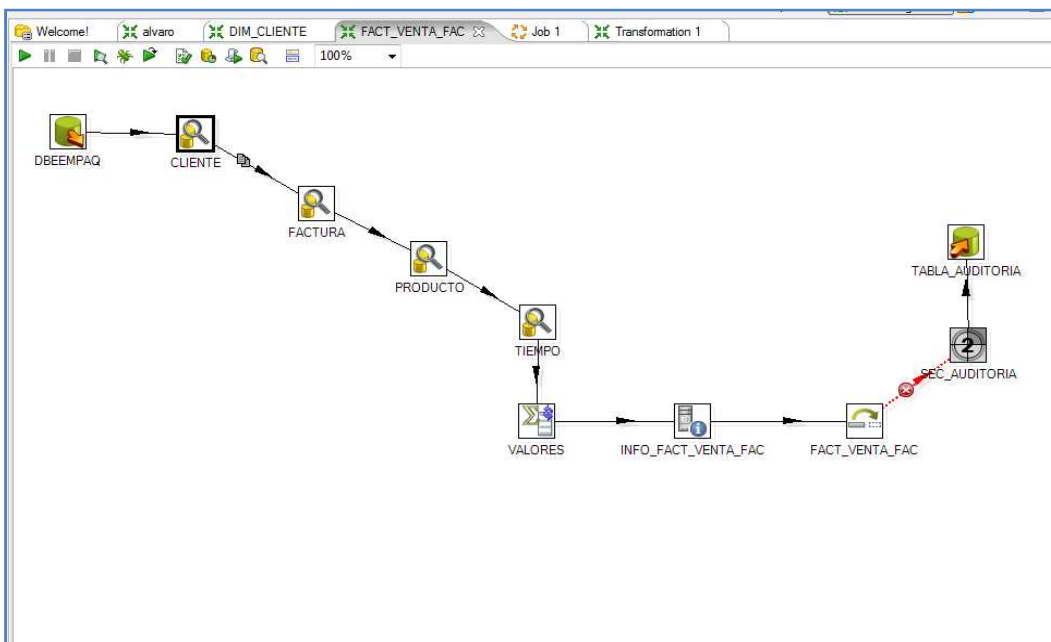 Welcome!
alvaro
DIM_CLIENTE
FACT_VENTA_FAC
Job 1
Transformation 1
100%
DBEEMPAQ
CLIENTE
FACTURA
PRODUCTO
TABLA_AUDITORIA
TIEMPO
2
SEC_AUDITORIA
VALORES
INFO_FACT_VENTA_FAC
FACT_VENTA_FAC